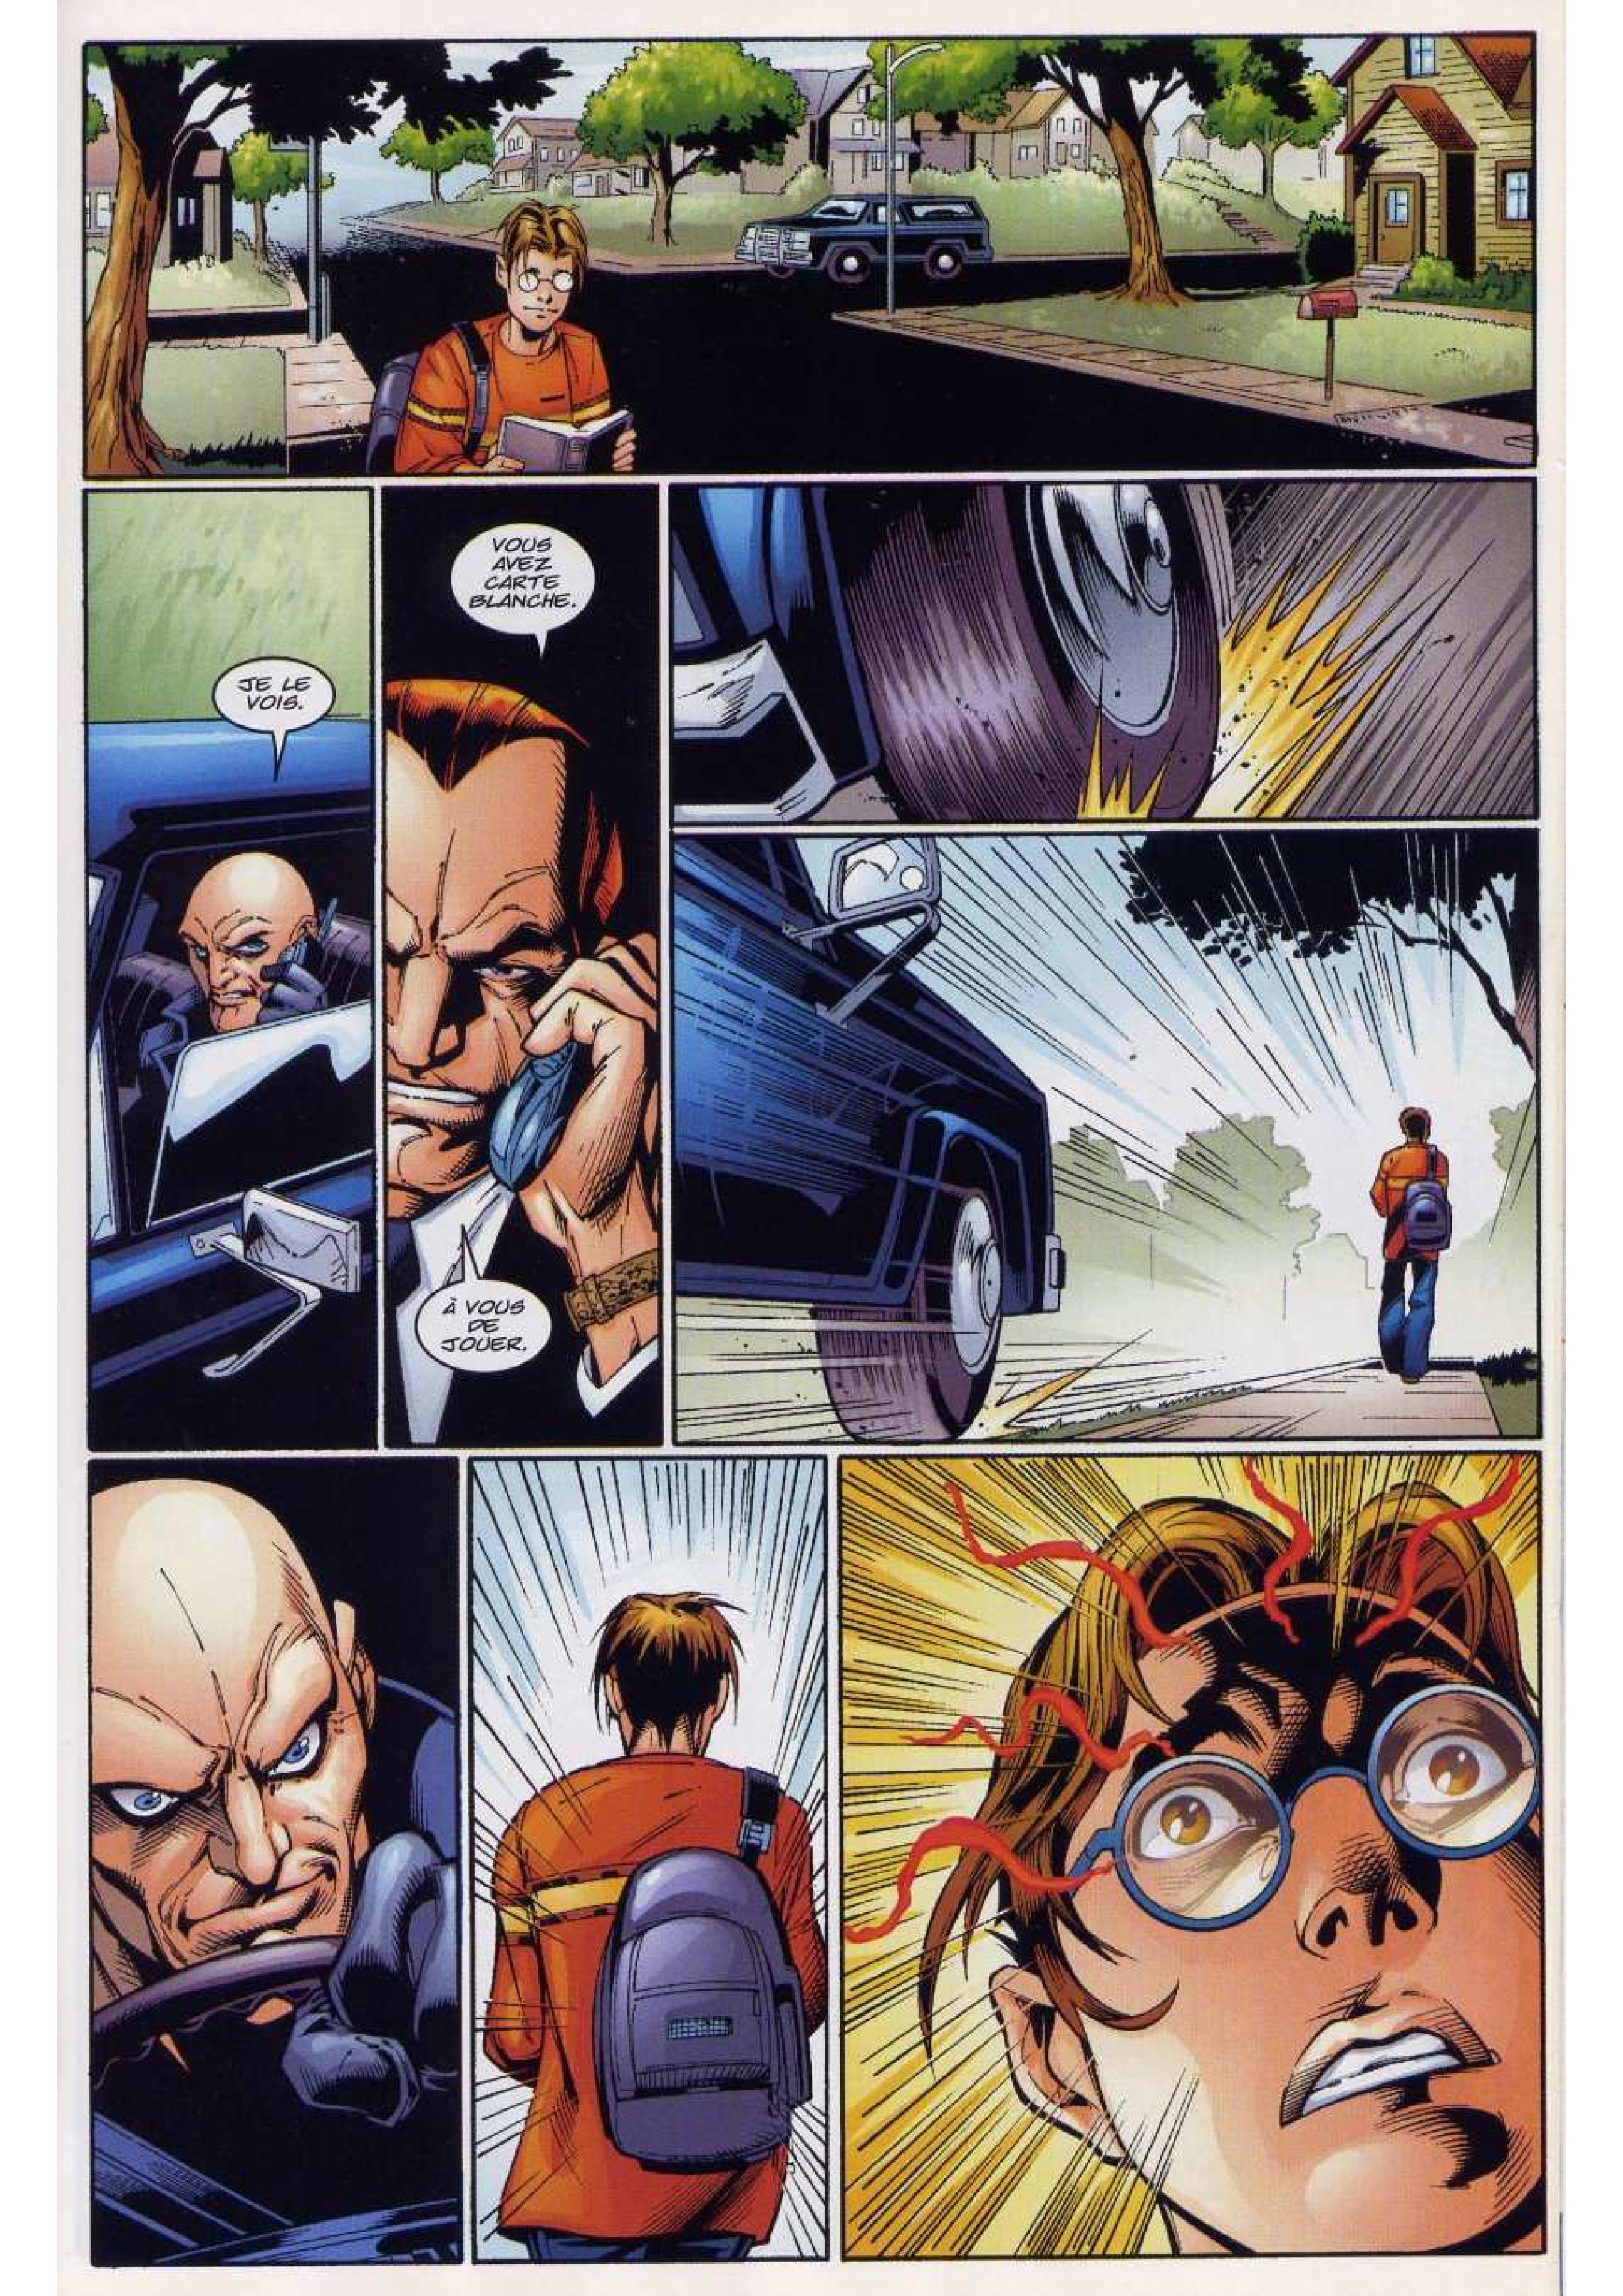 JE LE
VOIS.
VOUS
AVEZ
CARTE
BLANCHE.
À VOUS
DE
JOUER.